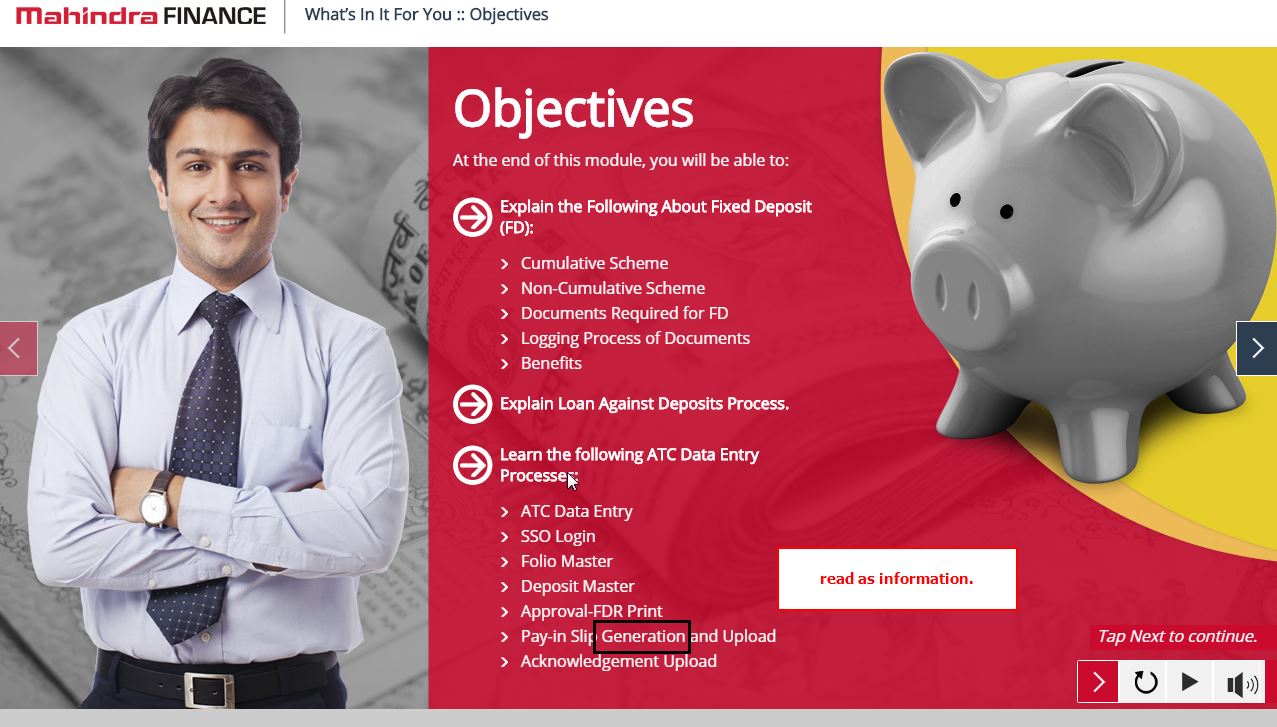 Mahindra FINANCE
What's In It For You :: Objectives
Objectives
At the end of this module, you will be able to:
Explain the Following About Fixed Deposit
(FD):
Cumulative Scheme
Non-Cumulative Scheme
Documents Required for FD
Logging Process of Documents
Benefits
Explain Loan Against Deposits Process.
Learn the following ATC Data Entry
Processes:
ATC Data Entry
SSO Login
Folio Master
Deposit Master
Approval-FDR Print
Pay-in Slip Generation and Upload
Acknowledgement Upload
read as information.
Tap Next to continue.